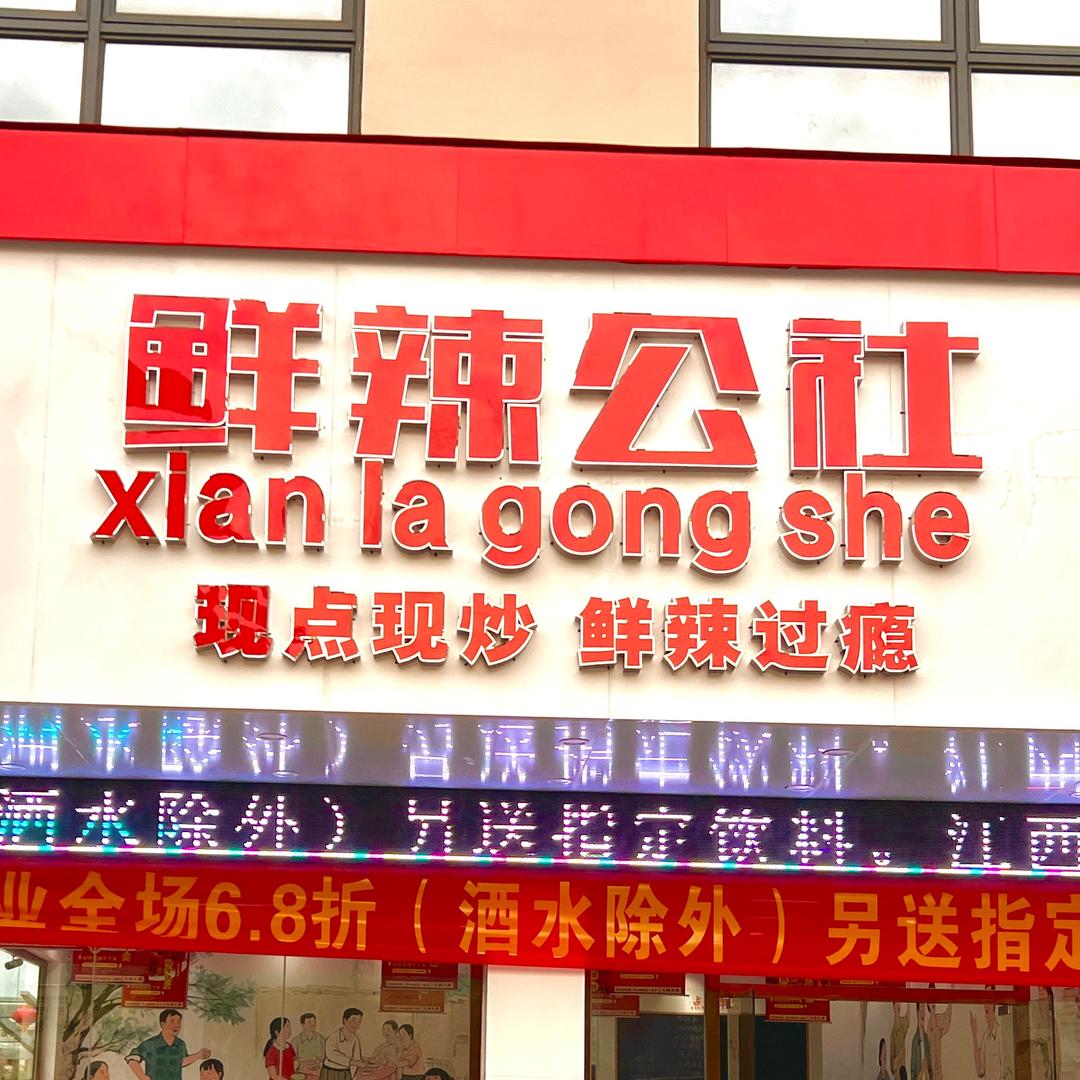 鲜辣公社
xian la gong she
现点现炒 鲜辣过瘾
酒水除外）另送指定饮料。江西
业全场6.8折（酒水除外）另送指定